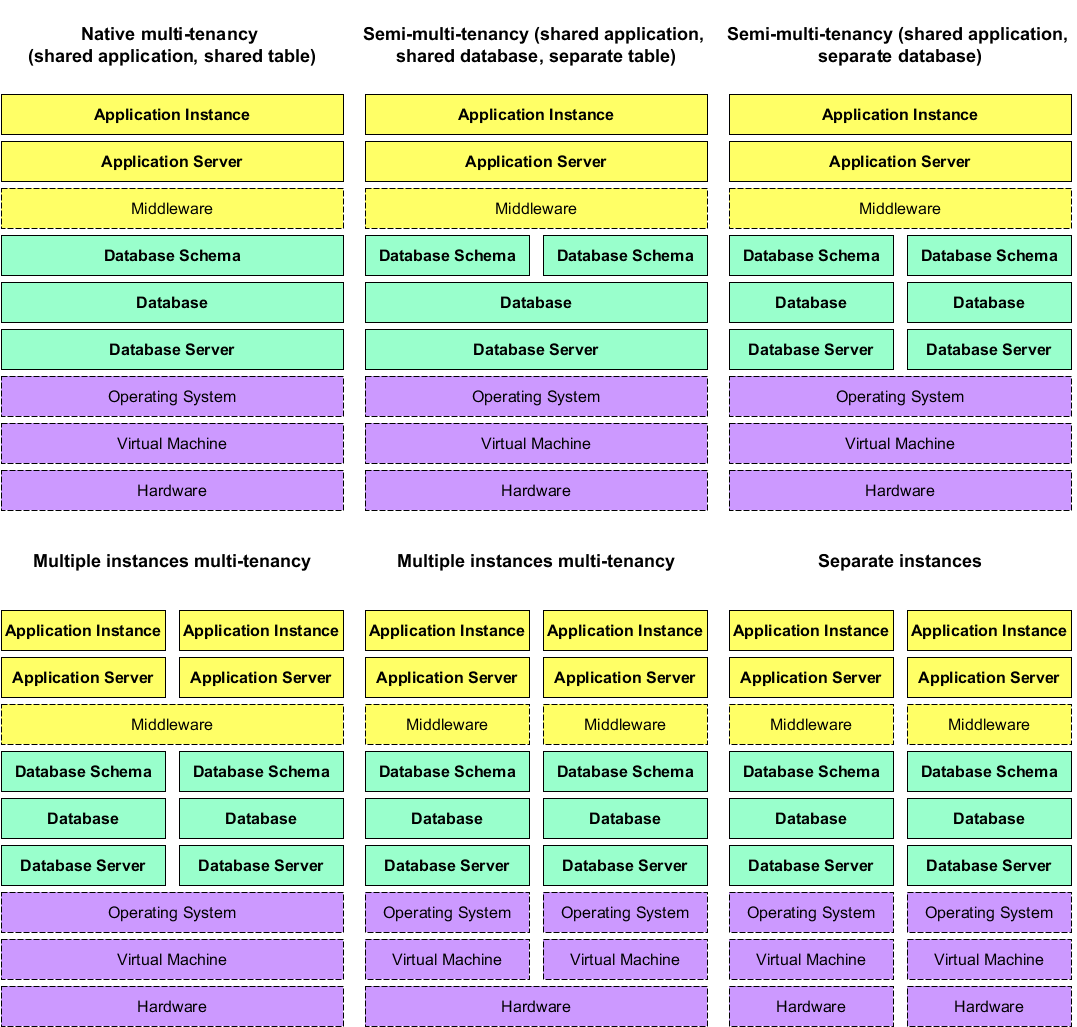 Native multi-tenancy
(shared application, shared table)
Application Instance
Application Server
Middleware
Database Schema
Database
Database Server
Operating System
Virtual Machine
Hardware
Semi-multi-tenancy (shared application,
shared database, separate table)
Application Instance
Application Server
Middleware
Database Schema Database Schema
Database
Database Server
Operating System
Virtual Machine
Hardware
Semi-multi-tenancy (shared application,
separate database)
Application Instance
Application Server
Middleware
Database Schema Database Schema
Database Database
Database Server Database Server
Operating System
Virtual Machine
Hardware
Multiple instances multi-tenancy
Application Instance Application Instance
Application Server Application Server
Middleware
Database Schema Database Schema
Database Database
Database Server Database Server
Operating System
Virtual Machine
Hardware
Multiple instances multi-tenancy
Application Instance Application Instance
Application Server Application Server
Middleware Middleware
Database Schema Database Schema
Database Database
Database Server Database Server
Operating System Operating System
Virtual Machine Virtual Machine
Hardware
Separate instances
Application Instance Application Instance
Application Server Application Server
Middleware Middleware
Database Schema Database Schema
Database Database
Database Server Database Server
Operating System Operating System
Virtual Machine Virtual Machine
Hardware Hardware